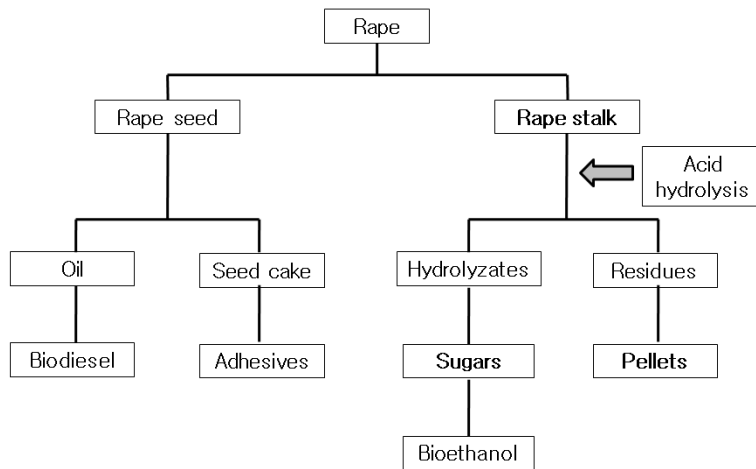 Rape
Rape seed
Rape stalk
Acid
hydrolysis
Oil
Seed cake
Hydrolyzates
Residues
Biodiesel
Adhesives
Sugars
Pellets
Bioethanol